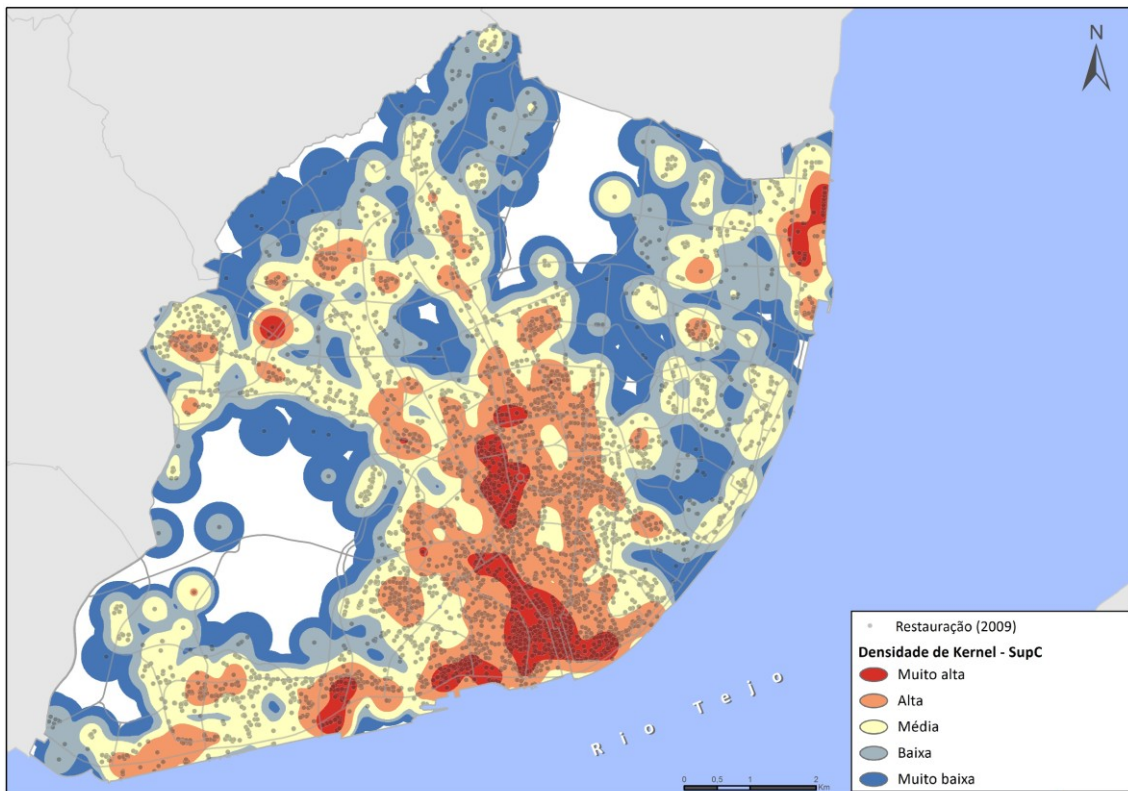 N
Rio Tejo
Restauração (2009)
Densidade de Kernel - SupC
Muito alta
Alta
Média
Baixa
Muito baixa
0 0,5 1 2
Km